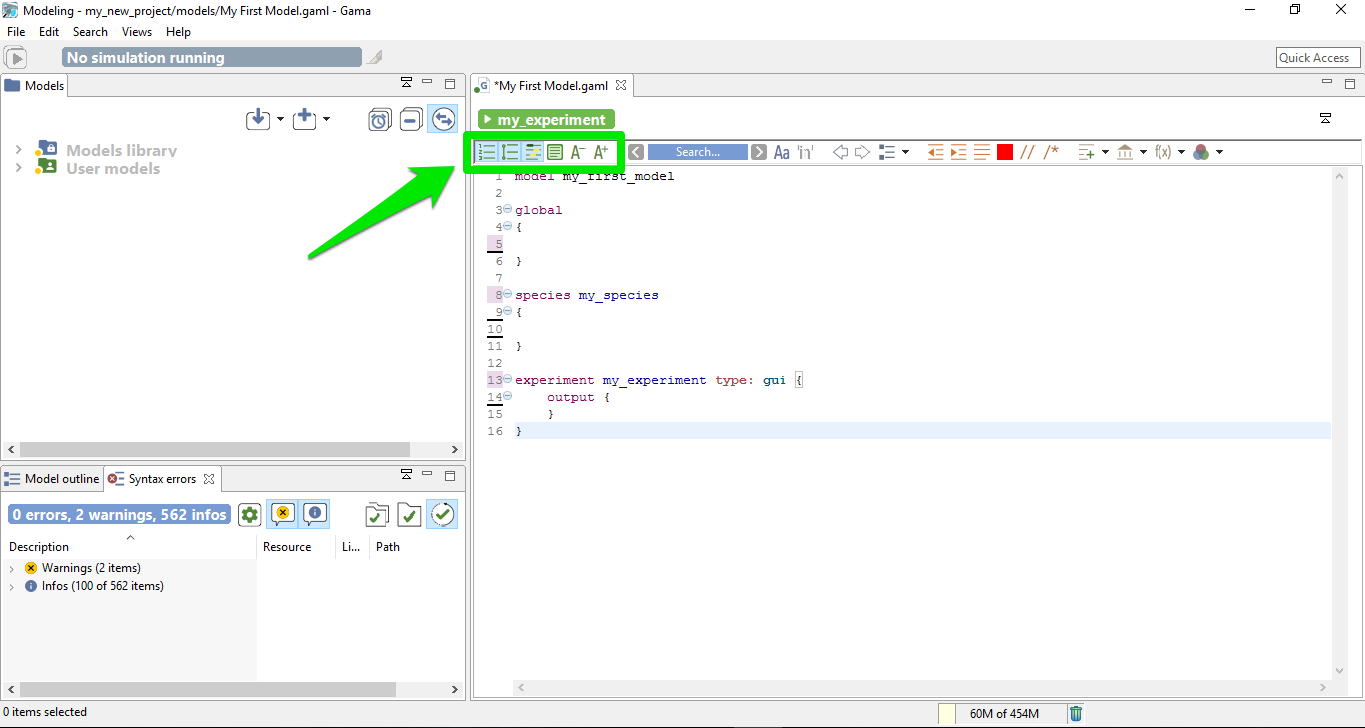 Modeling - my_new_project/models/My First Model.gaml - Gama
File Edit Search Views Help
No simulation running
Quick Access
Models
Models library
User models
*My First Model.gaml
my_experiment
A⁻ A⁺ Search... Aa 'in' // /* f(x)
1 model my_first_model
2
3 global
4 {
5
6 }
7
8 species my_species
9 {
10
11 }
12
13 experiment my_experiment type: gui {
14 output {
15 }
16 }
Model outline Syntax errors
0 errors, 2 warnings, 562 infos
Description Resource Li... Path
Warnings (2 items)
Infos (100 of 562 items)
0 items selected
60M of 454M